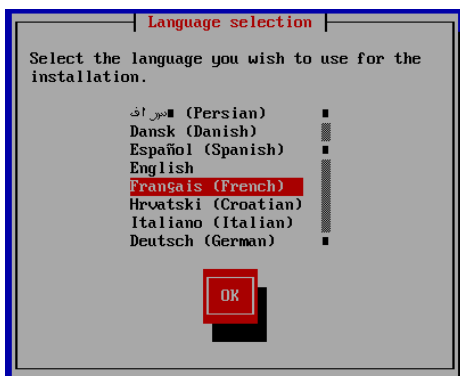 Language selection
Select the language you wish to use for the
installation.
(Persian)
Dansk (Danish)
Español (Spanish)
English
Français (French)
Hrvatski (Croatian)
Italiano (Italian)
Deutsch (German)
OK